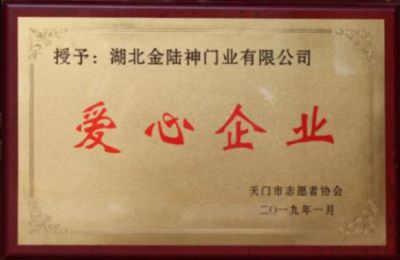 授予：湖北金陆神门业有限公司
爱心企业
天门市志愿者协会
二〇一九年一月